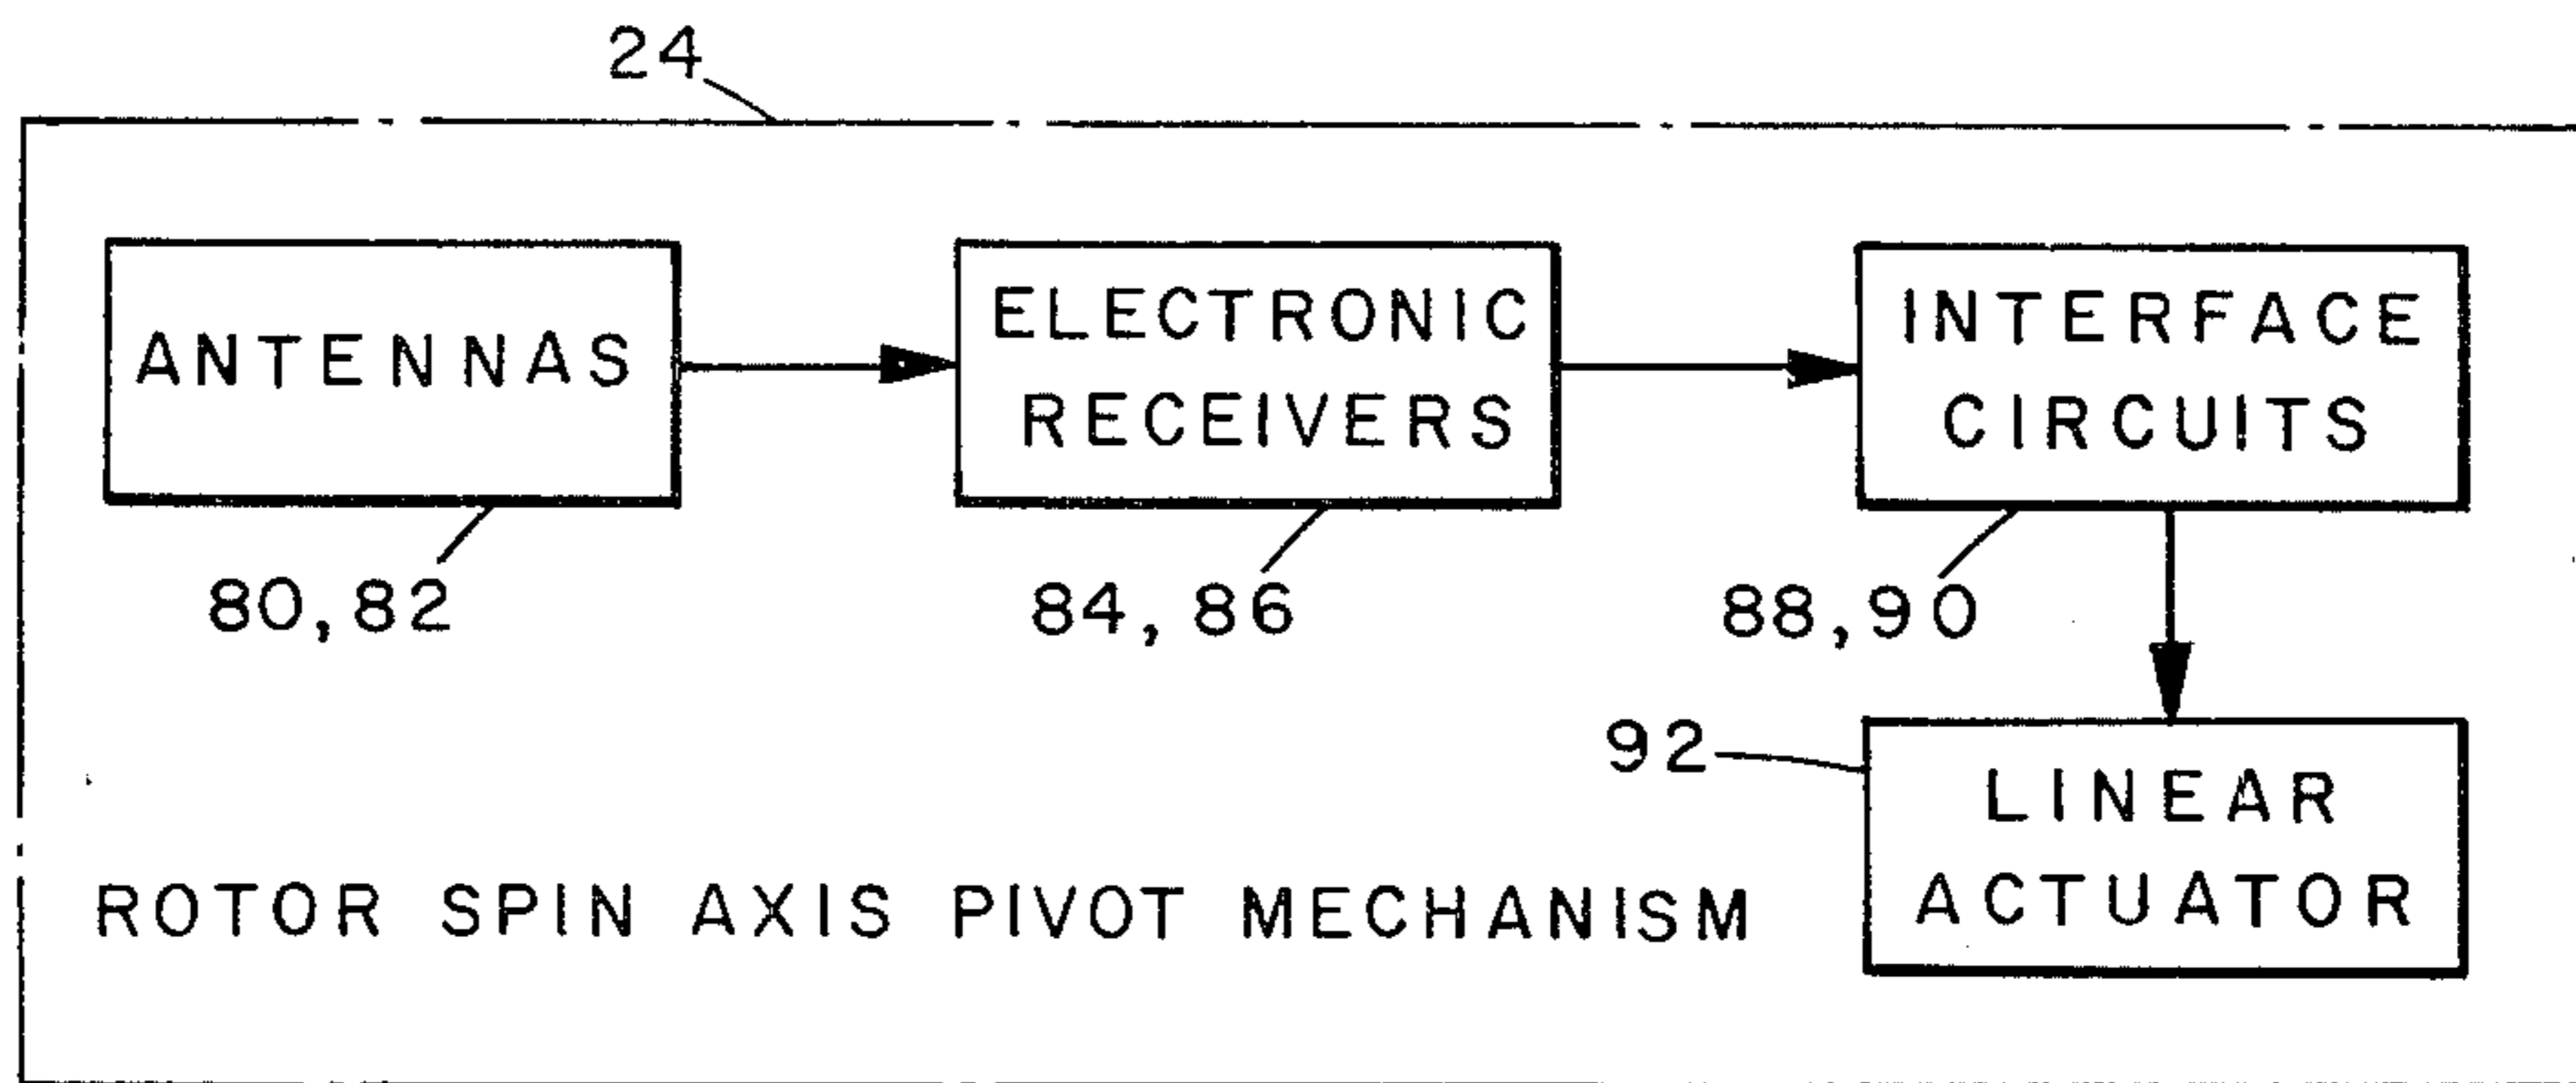 24
ANTENNAS
ELECTRONIC
RECEIVERS
INTERFACE
CIRCUITS
80, 82
84, 86
88, 90
92
LINEAR
ACTUATOR
ROTOR SPIN AXIS PIVOT MECHANISM